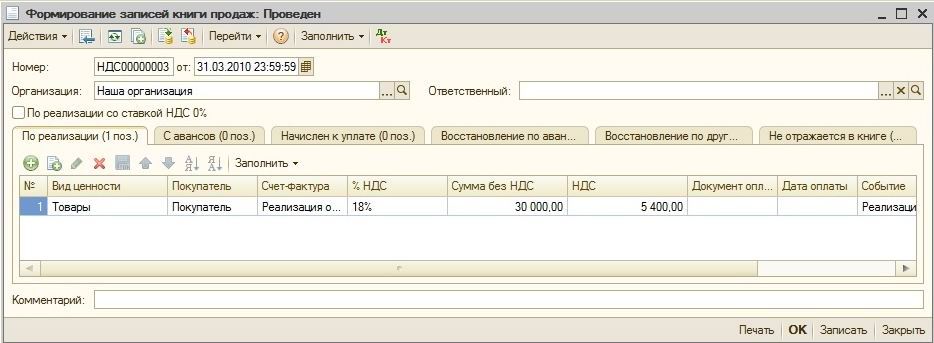 Формирование записей книги продаж: Проведен
Действия Перейти ? Заполнить Дт Кт
Номер: НДС00000003 от: 31.03.2010 23:59:59
Организация: Наша организация ... Ответственный: ...
По реализации со ставкой НДС 0%
По реализации (1 поз.) С авансов (0 поз.) Начислен к уплате (0 поз.) Восстановление по аван... Восстановление по друг... Не отражается в книге (...
Заполнить
№ Вид ценности Покупатель Счет-фактура % НДС Сумма без НДС НДС Документ опл... Дата оплаты Событие
1 Товары Покупатель Реализация о... 18% 30 000,00 5 400,00 Реализаци
Комментарий:
Печать OK Записать Закрыть